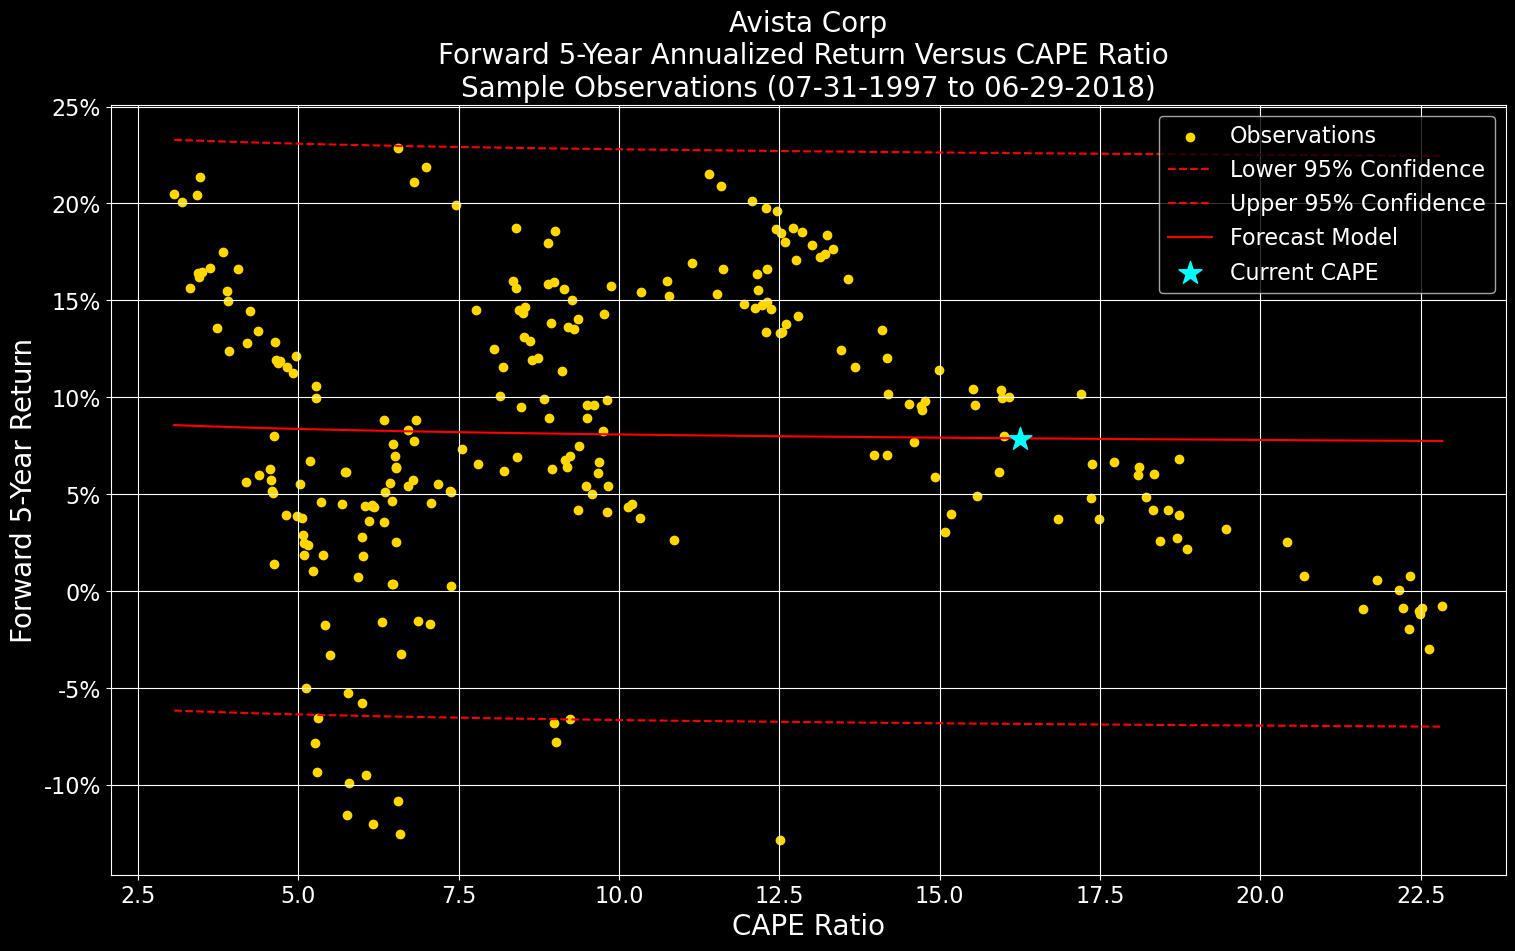 Avista Corp
Forward 5-Year Annualized Return Versus CAPE Ratio
Sample Observations (07-31-1997 to 06-29-2018)
25%
20%
15%
10%
5%
0%
-5%
-10%
Forward 5-Year Return
Observations
Lower 95% Confidence
Upper 95% Confidence
Forecast Model
Current CAPE
2.5 5.0 7.5 10.0 12.5 15.0 17.5 20.0 22.5
CAPE Ratio